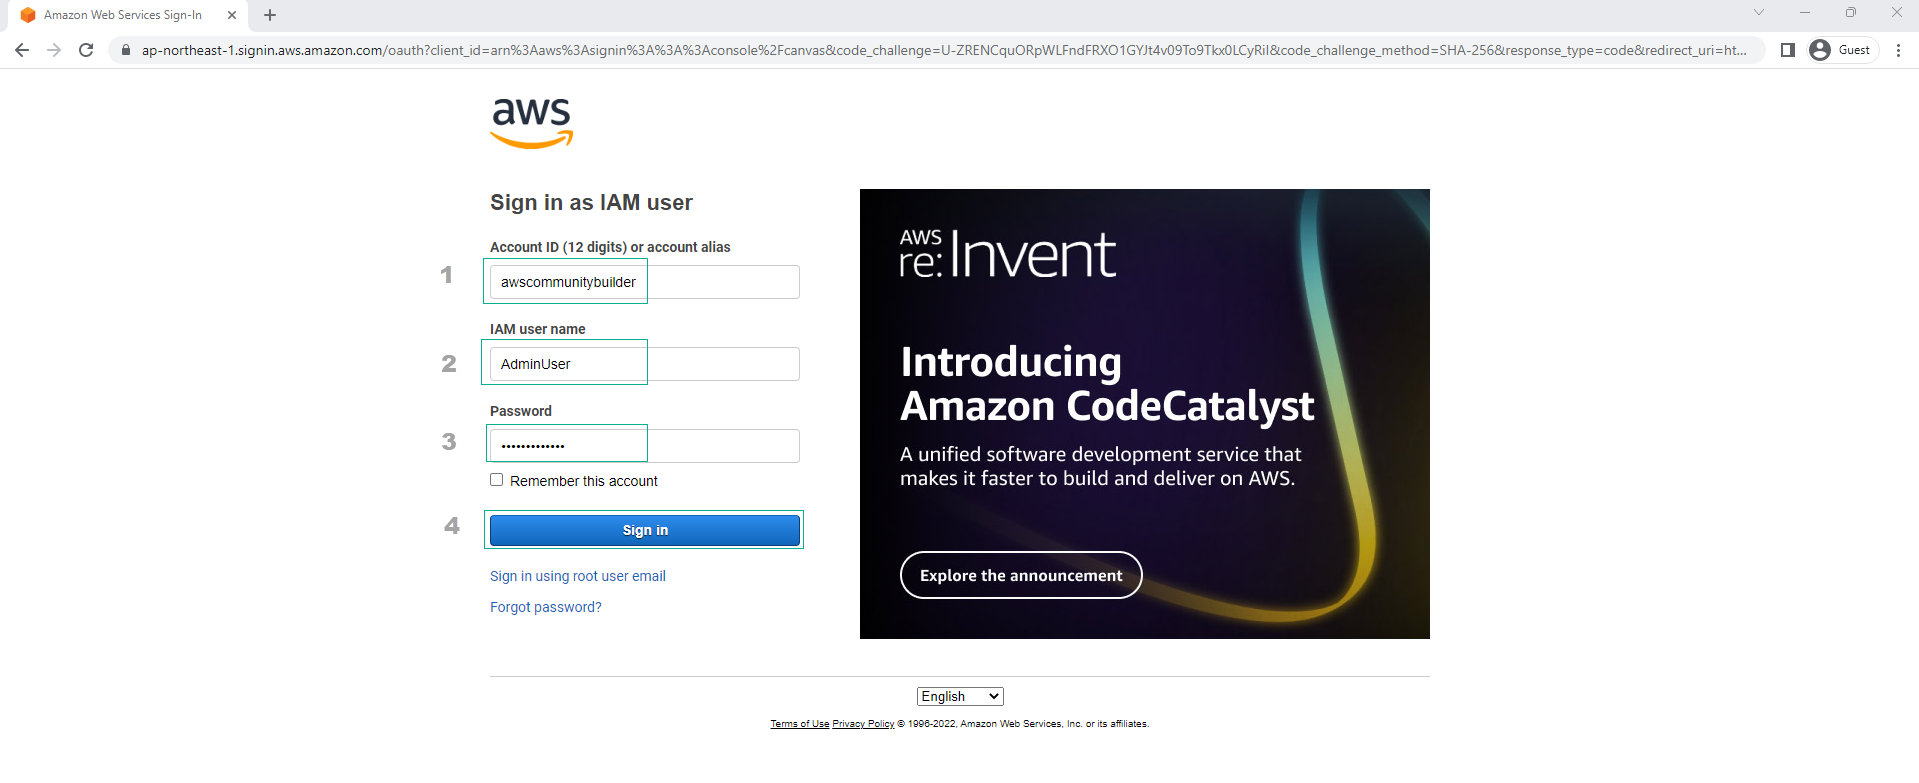 Amazon Web Services Sign-In
ap-northeast-1.signin.aws.amazon.com/oauth?client_id=arn%3Aaws%3Asignin%3A%3A%3Aconsole%2Fcanvas&code_challenge=U-ZRENCquORpWLFndFRXO1GYJt4v09To9Tkx0LCyRiI&code_challenge_method=SHA-256&response_type=code&redirect_uri=ht...
Guest
aws
Sign in as IAM user
Account ID (12 digits) or account alias
1
awscommunitybuilder
IAM user name
2
AdminUser
Password
3
•••••••••••••
Remember this account
4
Sign in
Sign in using root user email
Forgot password?
AWS
re:Invent
Introducing
Amazon CodeCatalyst
A unified software development service that
makes it faster to build and deliver on AWS.
Explore the announcement
English
Terms of Use Privacy Policy © 1996-2022, Amazon Web Services, Inc. or its affiliates.